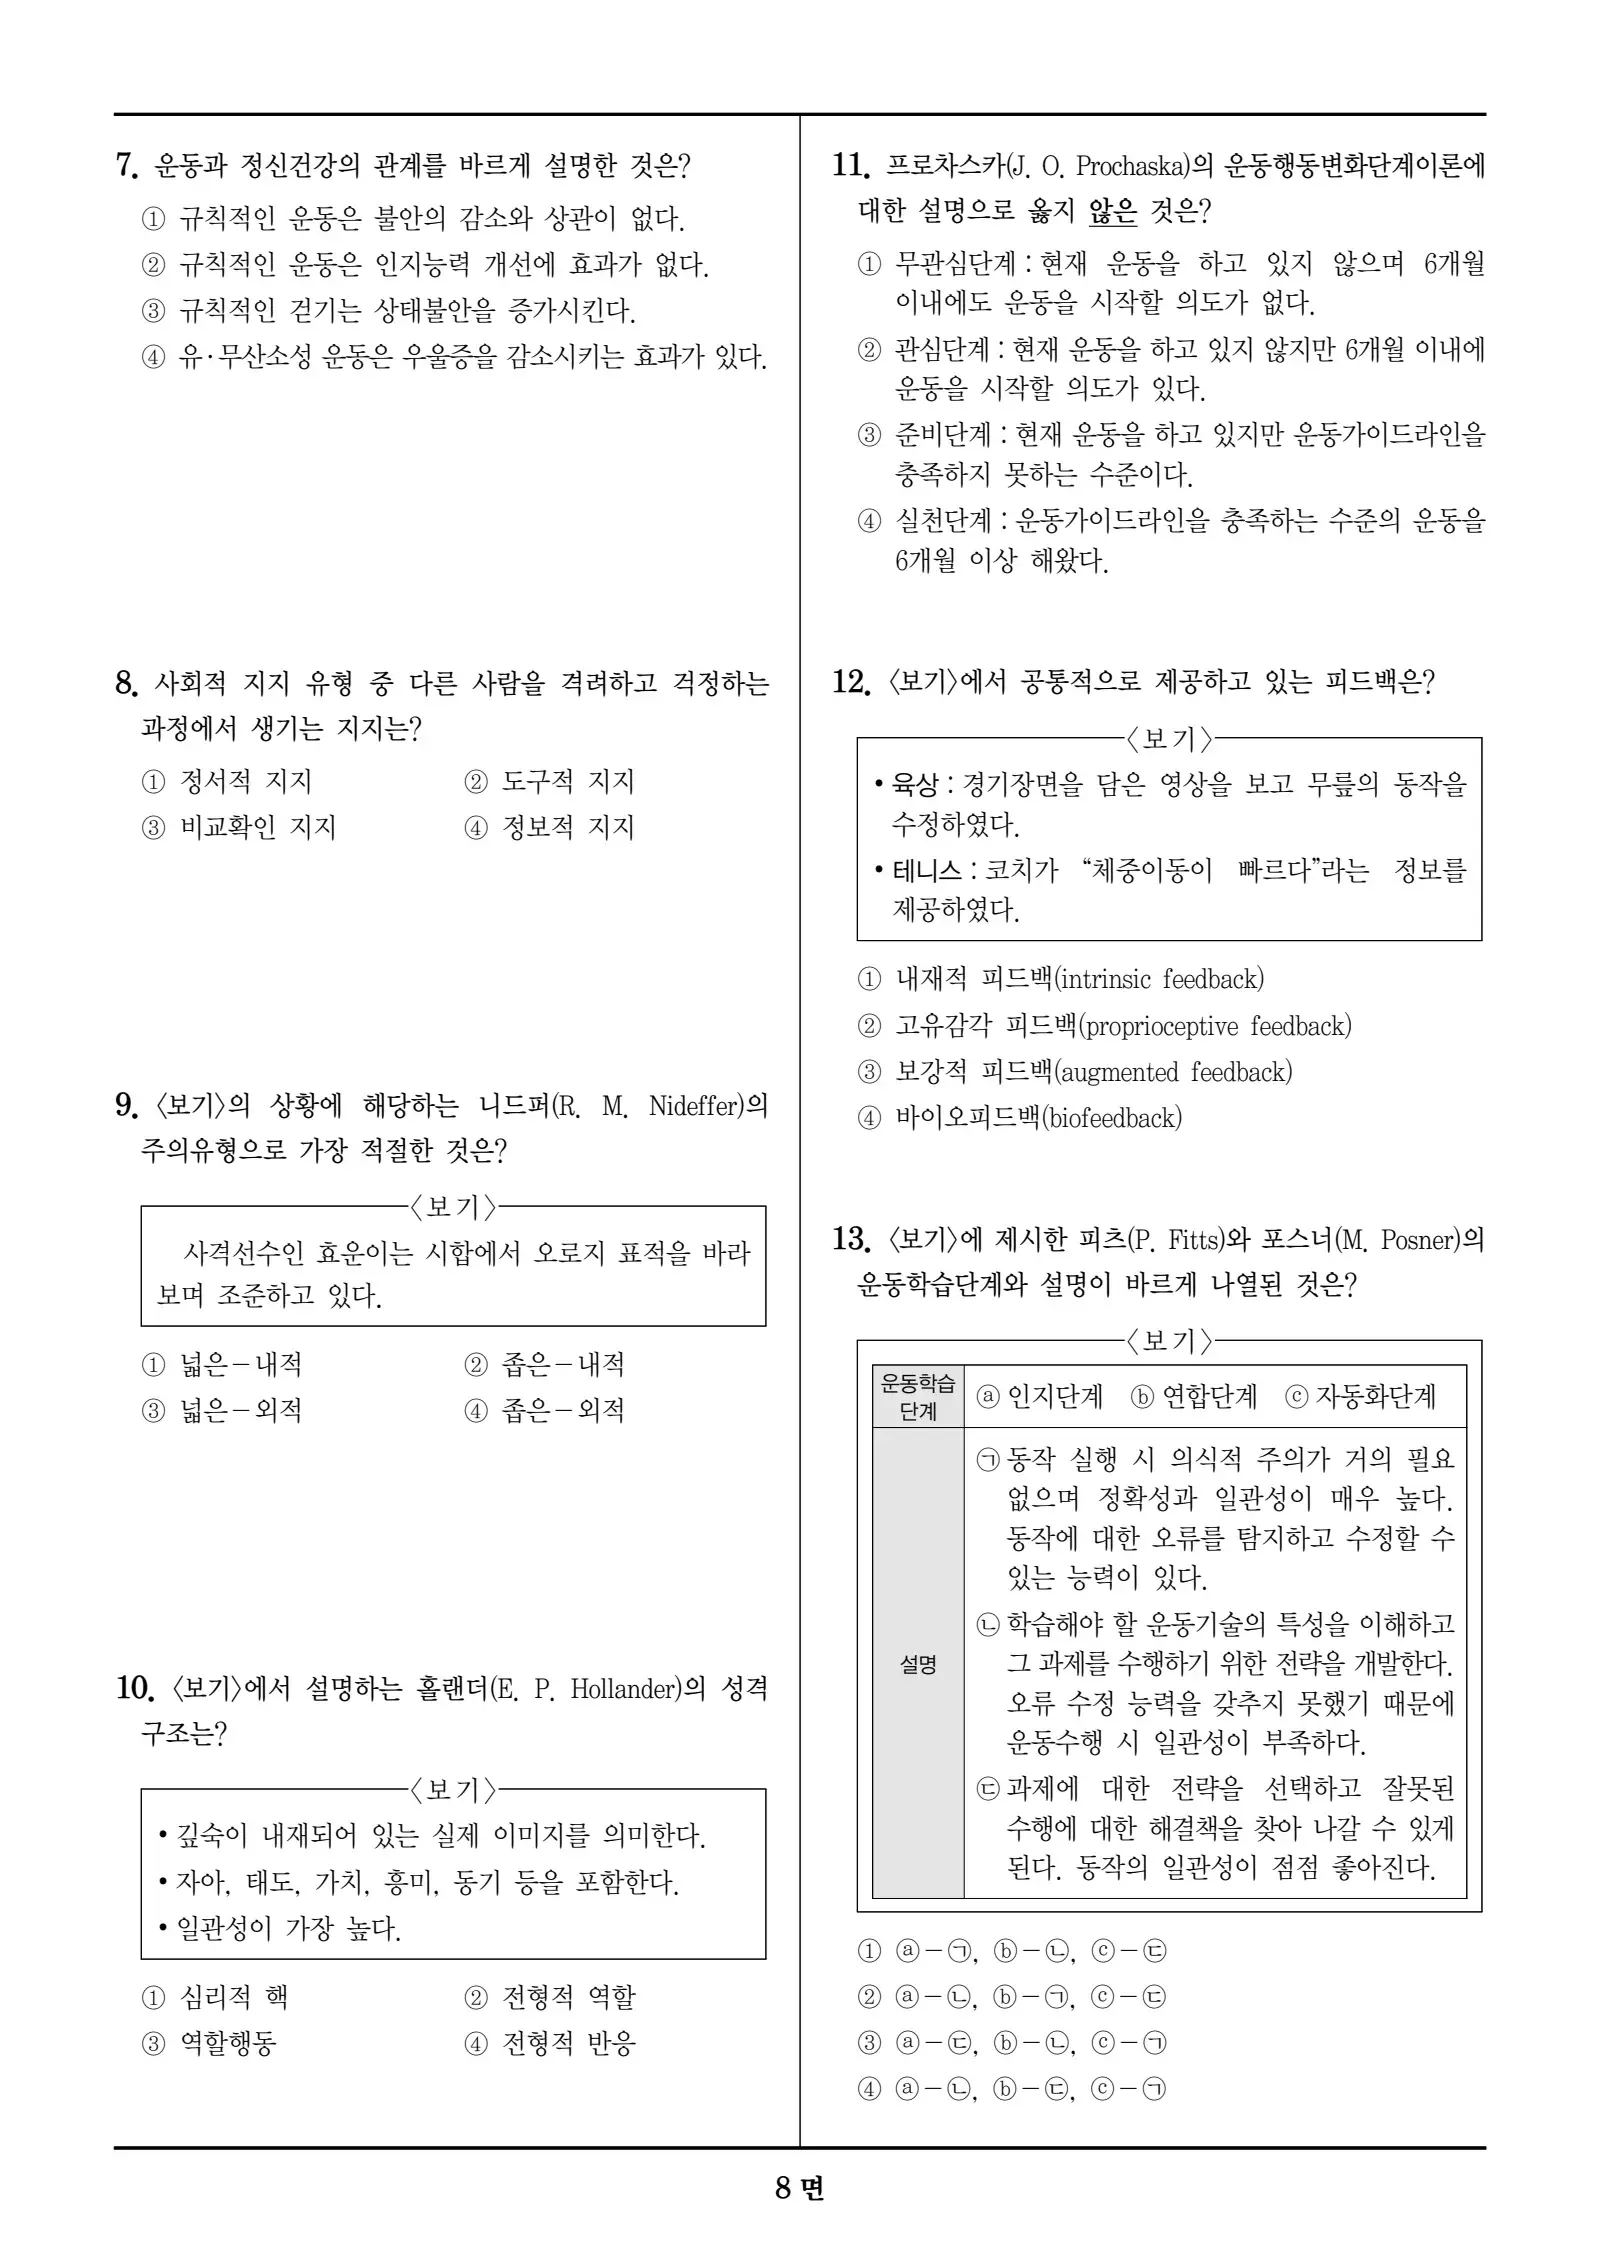 7. 운동과 정신건강의 관계를 바르게 설명한 것은?
① 규칙적인 운동은 불안의 감소와 상관이 없다.
② 규칙적인 운동은 인지능력 개선에 효과가 없다.
③ 규칙적인 걷기는 상태불안을 증가시킨다.
④ 유·무산소성 운동은 우울증을 감소시키는 효과가 있다.
8. 사회적 지지 유형 중 다른 사람을 격려하고 걱정하는
과정에서 생기는 지지는?
① 정서적 지지 ② 도구적 지지
③ 비교확인 지지 ④ 정보적 지지
9. 〈보기〉의 상황에 해당하는 니드퍼(R. M. Nideffer)의
주의유형으로 가장 적절한 것은?
〈보기〉
사격선수인 효운이는 시합에서 오로지 표적을 바라
보며 조준하고 있다.
① 넓은-내적 ② 좁은-내적
③ 넓은-외적 ④ 좁은-외적
10. 〈보기〉에서 설명하는 홀랜더(E. P. Hollander)의 성격
구조는?
〈보기〉
• 깊숙이 내재되어 있는 실제 이미지를 의미한다.
• 자아, 태도, 가치, 흥미, 동기 등을 포함한다.
• 일관성이 가장 높다.
① 심리적 핵 ② 전형적 역할
③ 역할행동 ④ 전형적 반응
11. 프로차스카(J. O. Prochaska)의 운동행동변화단계이론에
대한 설명으로 옳지 않은 것은?
① 무관심단계 : 현재 운동을 하고 있지 않으며 6개월
이내에도 운동을 시작할 의도가 없다.
② 관심단계 : 현재 운동을 하고 있지 않지만 6개월 이내에
운동을 시작할 의도가 있다.
③ 준비단계 : 현재 운동을 하고 있지만 운동가이드라인을
충족하지 못하는 수준이다.
④ 실천단계 : 운동가이드라인을 충족하는 수준의 운동을
6개월 이상 해왔다.
12. 〈보기〉에서 공통적으로 제공하고 있는 피드백은?
〈보기〉
• 육상 : 경기장면을 담은 영상을 보고 무릎의 동작을
수정하였다.
• 테니스 : 코치가 “체중이동이 빠르다”라는 정보를
제공하였다.
① 내재적 피드백(intrinsic feedback)
② 고유감각 피드백(proprioceptive feedback)
③ 보강적 피드백(augmented feedback)
④ 바이오피드백(biofeedback)
13. 〈보기〉에 제시한 피츠(P. Fitts)와 포스너(M. Posner)의
운동학습단계와 설명이 바르게 나열된 것은?
〈보기〉
운동학습
단계
ⓐ 인지단계 ⓑ 연합단계 ⓒ 자동화단계
설명
㉠ 동작 실행 시 의식적 주의가 거의 필요
없으며 정확성과 일관성이 매우 높다.
동작에 대한 오류를 탐지하고 수정할 수
있는 능력이 있다.
㉡ 학습해야 할 운동기술의 특성을 이해하고
그 과제를 수행하기 위한 전략을 개발한다.
오류 수정 능력을 갖추지 못했기 때문에
운동수행 시 일관성이 부족하다.
㉢ 과제에 대한 전략을 선택하고 잘못된
수행에 대한 해결책을 찾아 나갈 수 있게
된다. 동작의 일관성이 점점 좋아진다.
① ⓐ-㉠, ⓑ-㉡, ⓒ-㉢
② ⓐ-㉡, ⓑ-㉠, ⓒ-㉢
③ ⓐ-㉢, ⓑ-㉡, ⓒ-㉠
④ ⓐ-㉡, ⓑ-㉢, ⓒ-㉠
8 면